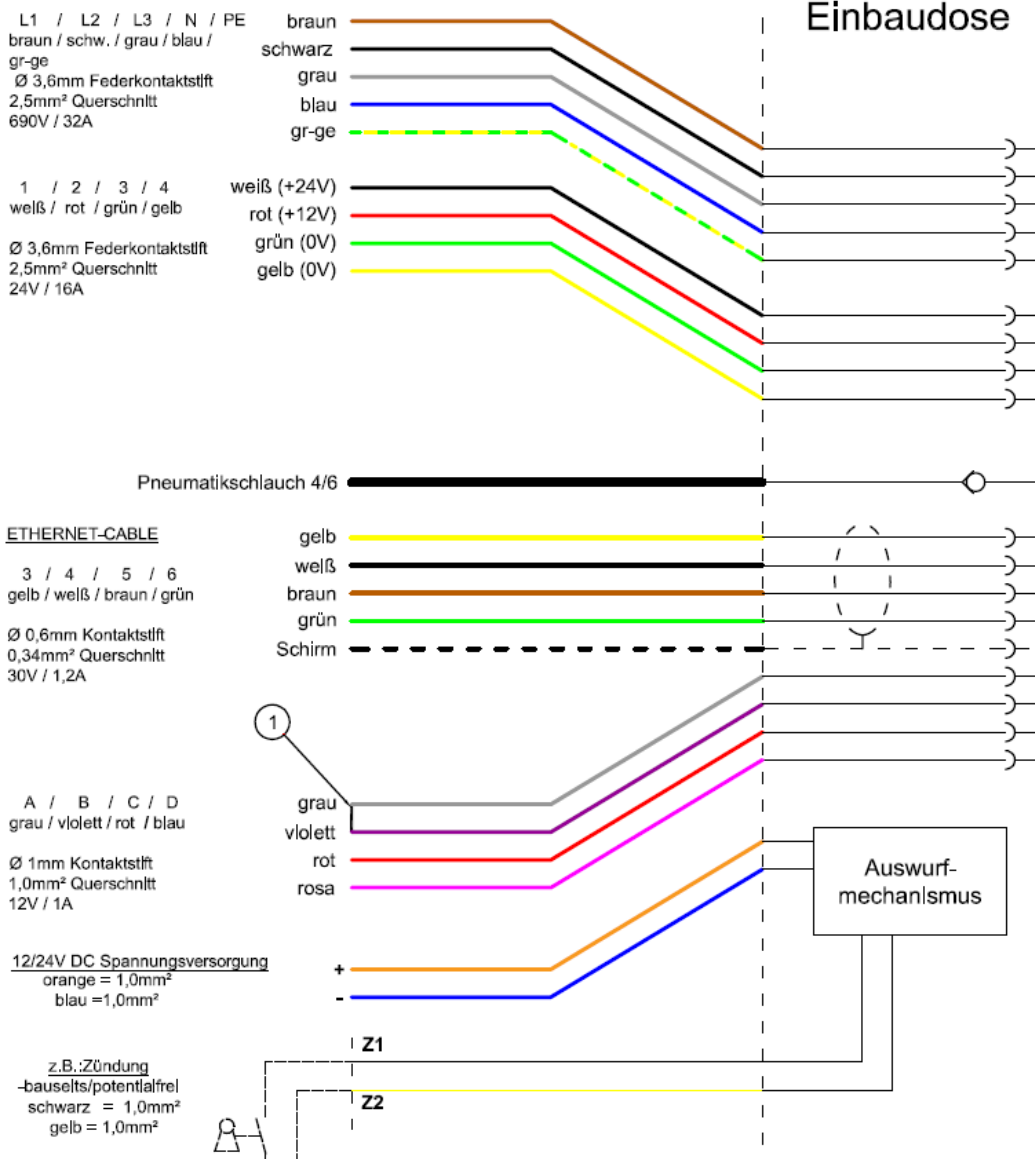 Einbaudose
L1 / L2 / L3 / N / PE
braun / schw. / grau / blau /
gr-ge
Ø 3,6mm Federkontaktstift
2,5mm² Querschnitt
690V / 32A
braun
schwarz
grau
blau
gr-ge
1 / 2 / 3 / 4
weiß / rot / grün / gelb
Ø 3,6mm Federkontaktstift
2,5mm² Querschnitt
24V / 16A
weiß (+24V)
rot (+12V)
grün (0V)
gelb (0V)
Pneumatikschlauch 4/6
ETHERNET-CABLE
3 / 4 / 5 / 6
gelb / weiß / braun / grün
Ø 0,6mm Kontaktstift
0,34mm² Querschnitt
30V / 1,2A
gelb
weiß
braun
grün
Schirm
1
A / B / C / D
grau / violett / rot / blau
Ø 1mm Kontaktstift
1,0mm² Querschnitt
12V / 1A
grau
violett
rot
rosa
Auswurf-
mechanismus
12/24V DC Spannungsversorgung
orange = 1,0mm²
blau =1,0mm²
+
-
Z1
z.B.:Zündung
-bauseits/potentialfrei
schwarz = 1,0mm²
gelb = 1,0mm²
Z2